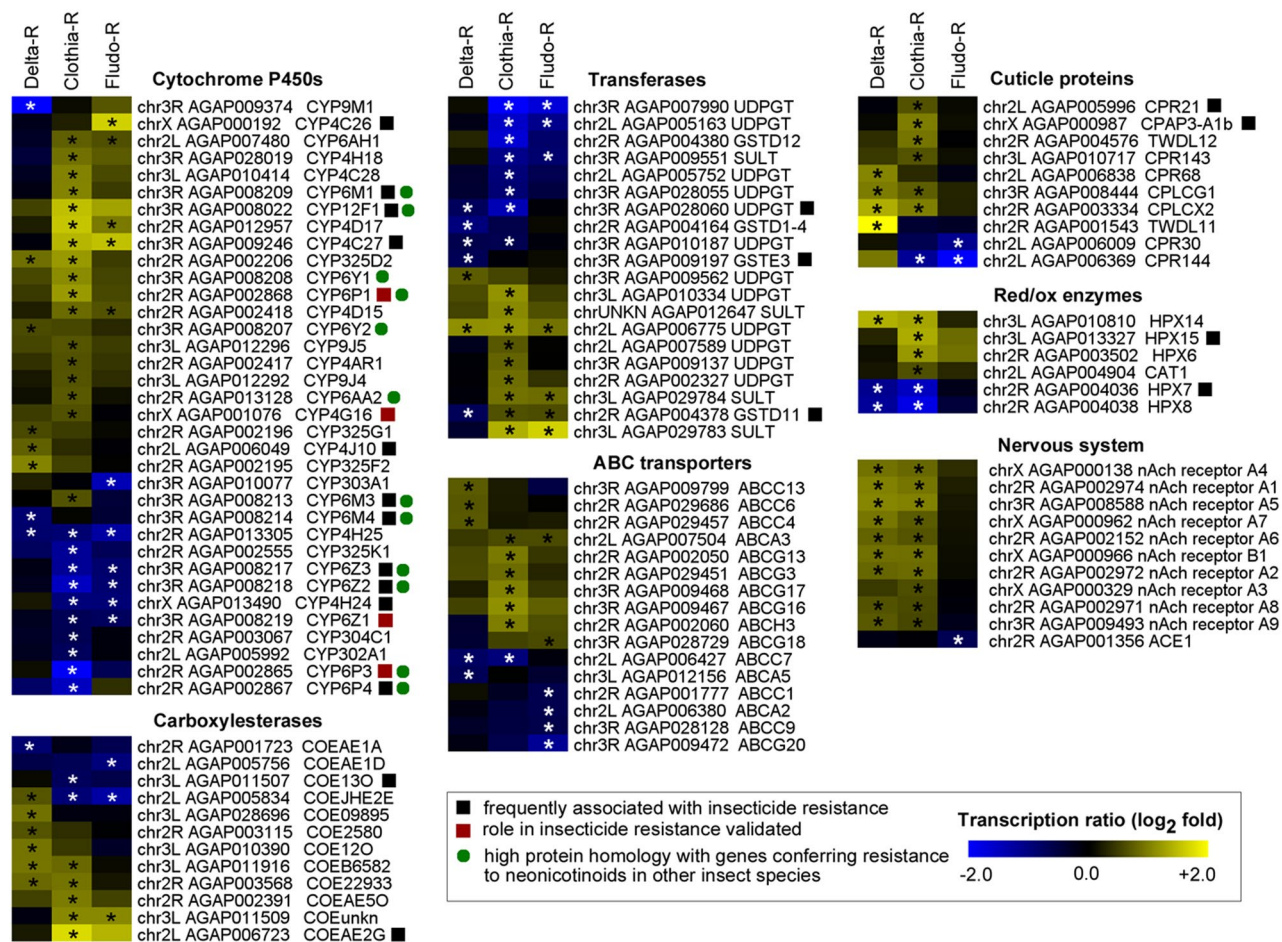 Delta-R
Clothia-R
Fludo-R
Cytochrome P450s
chr3R AGAP009374 CYP9M1
chrX AGAP000192 CYP4C26
chr2L AGAP007480 CYP6AH1
chr3R AGAP028019 CYP4H18
chr3L AGAP010414 CYP4C28
chr3R AGAP008209 CYP6M1
chr3R AGAP008022 CYP12F1
chr2R AGAP012957 CYP4D17
chr3R AGAP009246 CYP4C27
chr2R AGAP002206 CYP325D2
chr3R AGAP008208 CYP6Y1
chr2R AGAP002868 CYP6P1
chr2R AGAP002418 CYP4D15
chr3R AGAP008207 CYP6Y2
chr3L AGAP012296 CYP9J5
chr2R AGAP002417 CYP4AR1
chr3L AGAP012292 CYP9J4
chr2R AGAP013128 CYP6AA2
chrX AGAP001076 CYP4G16
chr2R AGAP002196 CYP325G1
chr2L AGAP006049 CYP4J10
chr2R AGAP002195 CYP325F2
chr3R AGAP010077 CYP303A1
chr3R AGAP008213 CYP6M3
chr3R AGAP008214 CYP6M4
chr2R AGAP013305 CYP4H25
chr2R AGAP002555 CYP325K1
chr3R AGAP008217 CYP6Z3
chr3R AGAP008218 CYP6Z2
chrX AGAP013490 CYP4H24
chr3R AGAP008219 CYP6Z1
chr2R AGAP003067 CYP304C1
chr2L AGAP005992 CYP302A1
chr2R AGAP002865 CYP6P3
chr2R AGAP002867 CYP6P4
Carboxylesterases
chr2R AGAP001723 COEAE1A
chr2L AGAP005756 COEAE1D
chr3L AGAP011507 COE13O
chr2L AGAP005834 COEJHE2E
chr3L AGAP028696 COE09895
chr2R AGAP003115 COE2580
chr3L AGAP010390 COE12O
chr3L AGAP011916 COEB6582
chr2R AGAP003568 COE22933
chr2R AGAP002391 COEAE5O
chr3L AGAP011509 COEunkn
chr2L AGAP006723 COEAE2G
Delta-R
Clothia-R
Fludo-R
Transferases
chr3R AGAP007990 UDPGT
chr2L AGAP005163 UDPGT
chr2R AGAP004380 GSTD12
chr3R AGAP009551 SULT
chr2L AGAP005752 UDPGT
chr3R AGAP028055 UDPGT
chr3R AGAP028060 UDPGT
chr2R AGAP004164 GSTD1-4
chr3R AGAP010187 UDPGT
chr3R AGAP009197 GSTE3
chr3R AGAP009562 UDPGT
chr3L AGAP010334 UDPGT
chrUNKN AGAP012647 SULT
chr2L AGAP006775 UDPGT
chr2L AGAP007589 UDPGT
chr3R AGAP009137 UDPGT
chr2R AGAP002327 UDPGT
chr3L AGAP029784 SULT
chr2R AGAP004378 GSTD11
chr3L AGAP029783 SULT
ABC transporters
chr3R AGAP009799 ABCC13
chr2R AGAP029686 ABCC6
chr2R AGAP029457 ABCC4
chr2L AGAP007504 ABCA3
chr2R AGAP002050 ABCG13
chr2R AGAP029451 ABCG3
chr3R AGAP009468 ABCG17
chr3R AGAP009467 ABCG16
chr2R AGAP002060 ABCH3
chr3R AGAP028729 ABCG18
chr2L AGAP006427 ABCC7
chr3L AGAP012156 ABCA5
chr2R AGAP001777 ABCC1
chr2L AGAP006380 ABCA2
chr3R AGAP028128 ABCC9
chr3R AGAP009472 ABCG20
Delta-R
Clothia-R
Fludo-R
Cuticle proteins
chr2L AGAP005996 CPR21
chrX AGAP000987 CPAP3-A1b
chr2R AGAP004576 TWDL12
chr3L AGAP010717 CPR143
chr2L AGAP006838 CPR68
chr3R AGAP008444 CPLCG1
chr2R AGAP003334 CPLCX2
chr2R AGAP001543 TWDL11
chr2L AGAP006009 CPR30
chr2L AGAP006369 CPR144
Red/ox enzymes
chr3L AGAP010810 HPX14
chr3L AGAP013327 HPX15
chr2R AGAP003502 HPX6
chr2L AGAP004904 CAT1
chr2R AGAP004036 HPX7
chr2R AGAP004038 HPX8
Nervous system
chrX AGAP000138 nAch receptor A4
chr2R AGAP002974 nAch receptor A1
chr3R AGAP008588 nAch receptor A5
chrX AGAP000962 nAch receptor A7
chr2R AGAP002152 nAch receptor A6
chrX AGAP000966 nAch receptor B1
chr2R AGAP002972 nAch receptor A2
chrX AGAP000329 nAch receptor A3
chr2R AGAP002971 nAch receptor A8
chr3R AGAP009493 nAch receptor A9
chr2R AGAP001356 ACE1
frequently associated with insecticide resistance
role in insecticide resistance validated
high protein homology with genes conferring resistance
to neonicotinoids in other insect species
Transcription ratio (log2 fold)
-2.0 0.0 +2.0